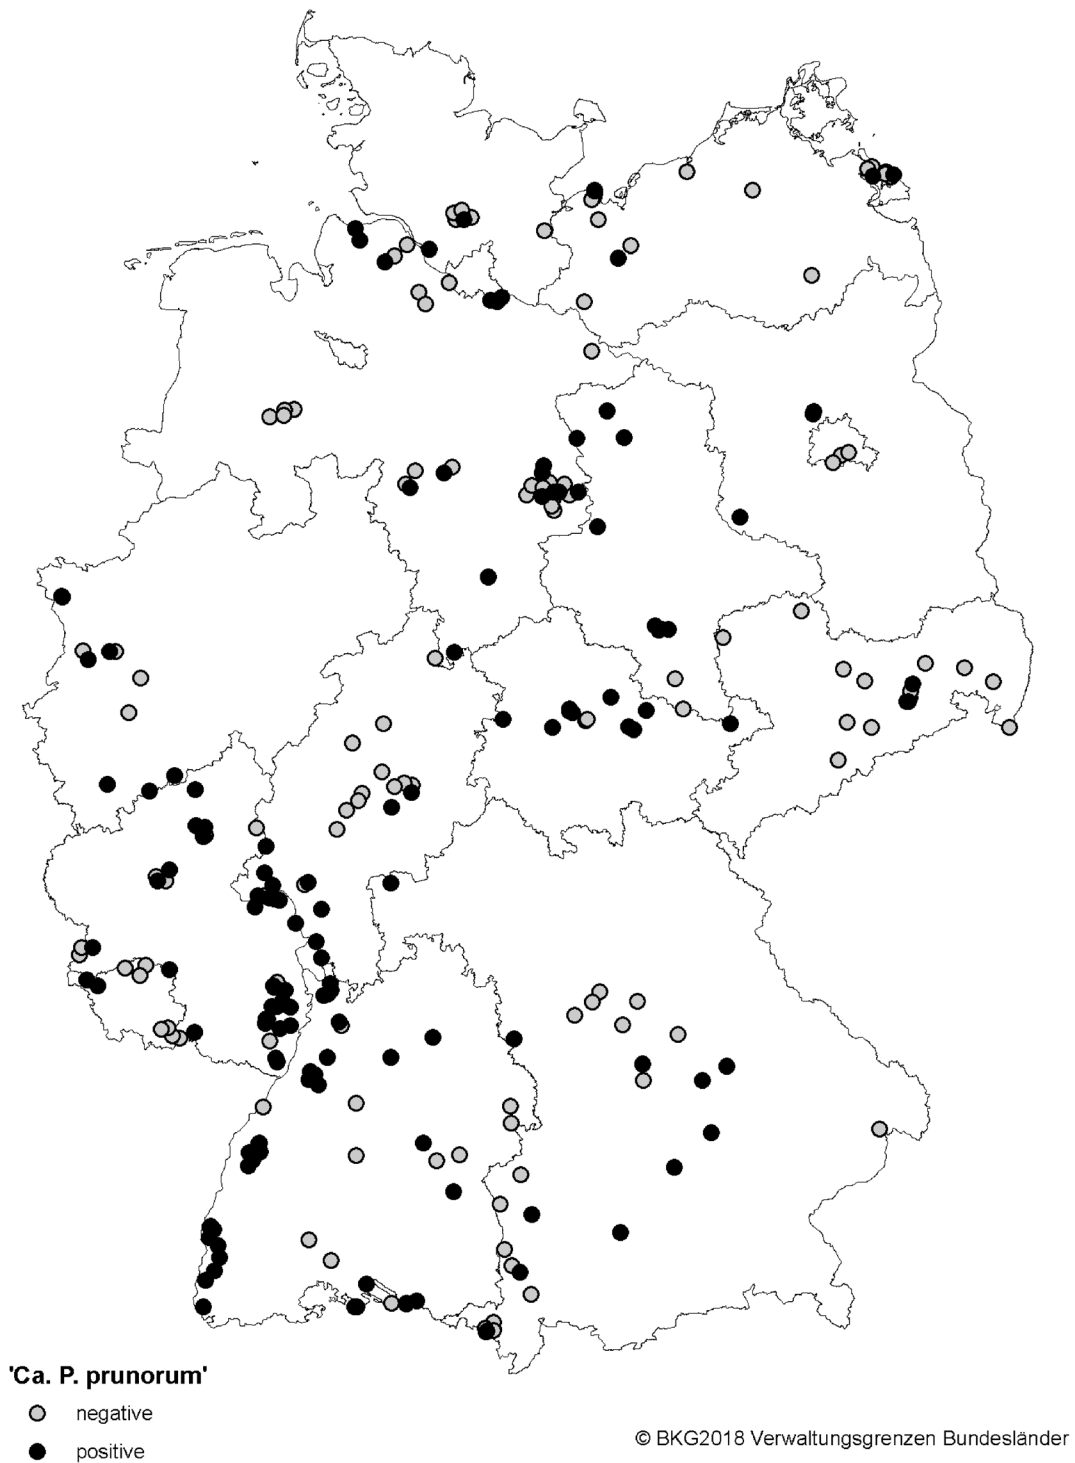 'Ca. P. prunorum'
negative
positive
© BKG2018 Verwaltungsgrenzen Bundesländer